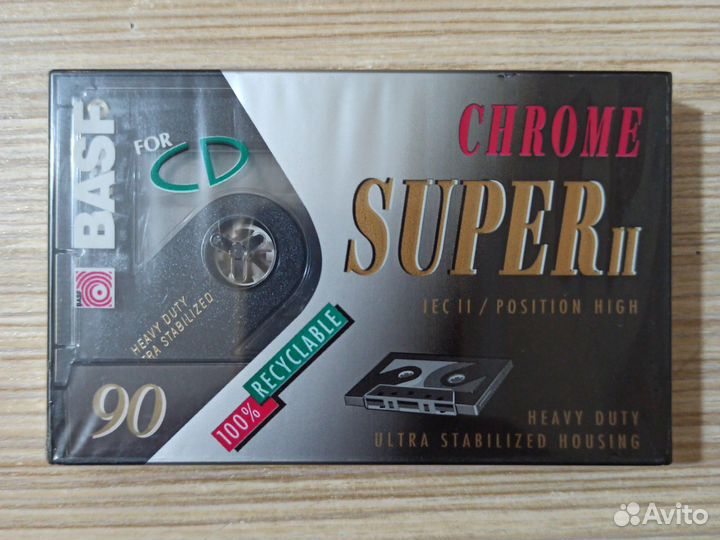 BASF
FOR CD
CHROME
SUPER II
IEC II / POSITION HIGH
BASF
HEAVY DUTY
ULTRA STABILIZED
100% RECYCLABLE
90
HEAVY DUTY
ULTRA STABILIZED HOUSING
Avito